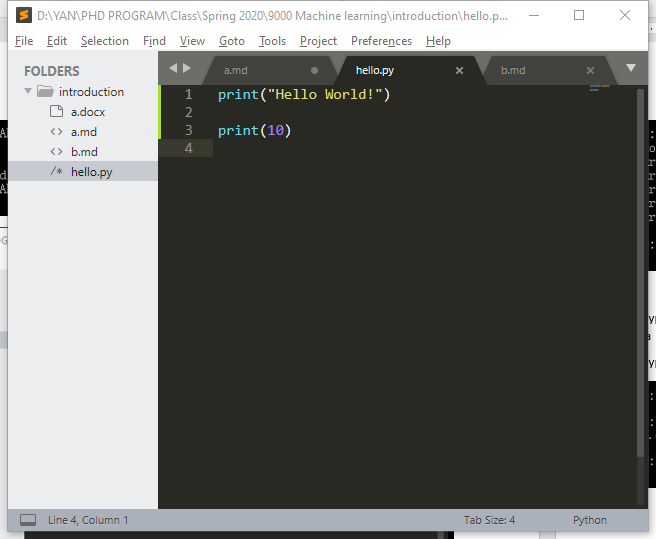 D:\YAN\PHD PROGRAM\Class\Spring 2020\9000 Machine learning\introduction\hello.p...
File Edit Selection Find View Goto Tools Project Preferences Help
FOLDERS
introduction
a.docx
a.md
b.md
hello.py
a.md hello.py b.md
1 print("Hello World!")
2
3 print(10)
4
Line 4, Column 1 Tab Size: 4 Python